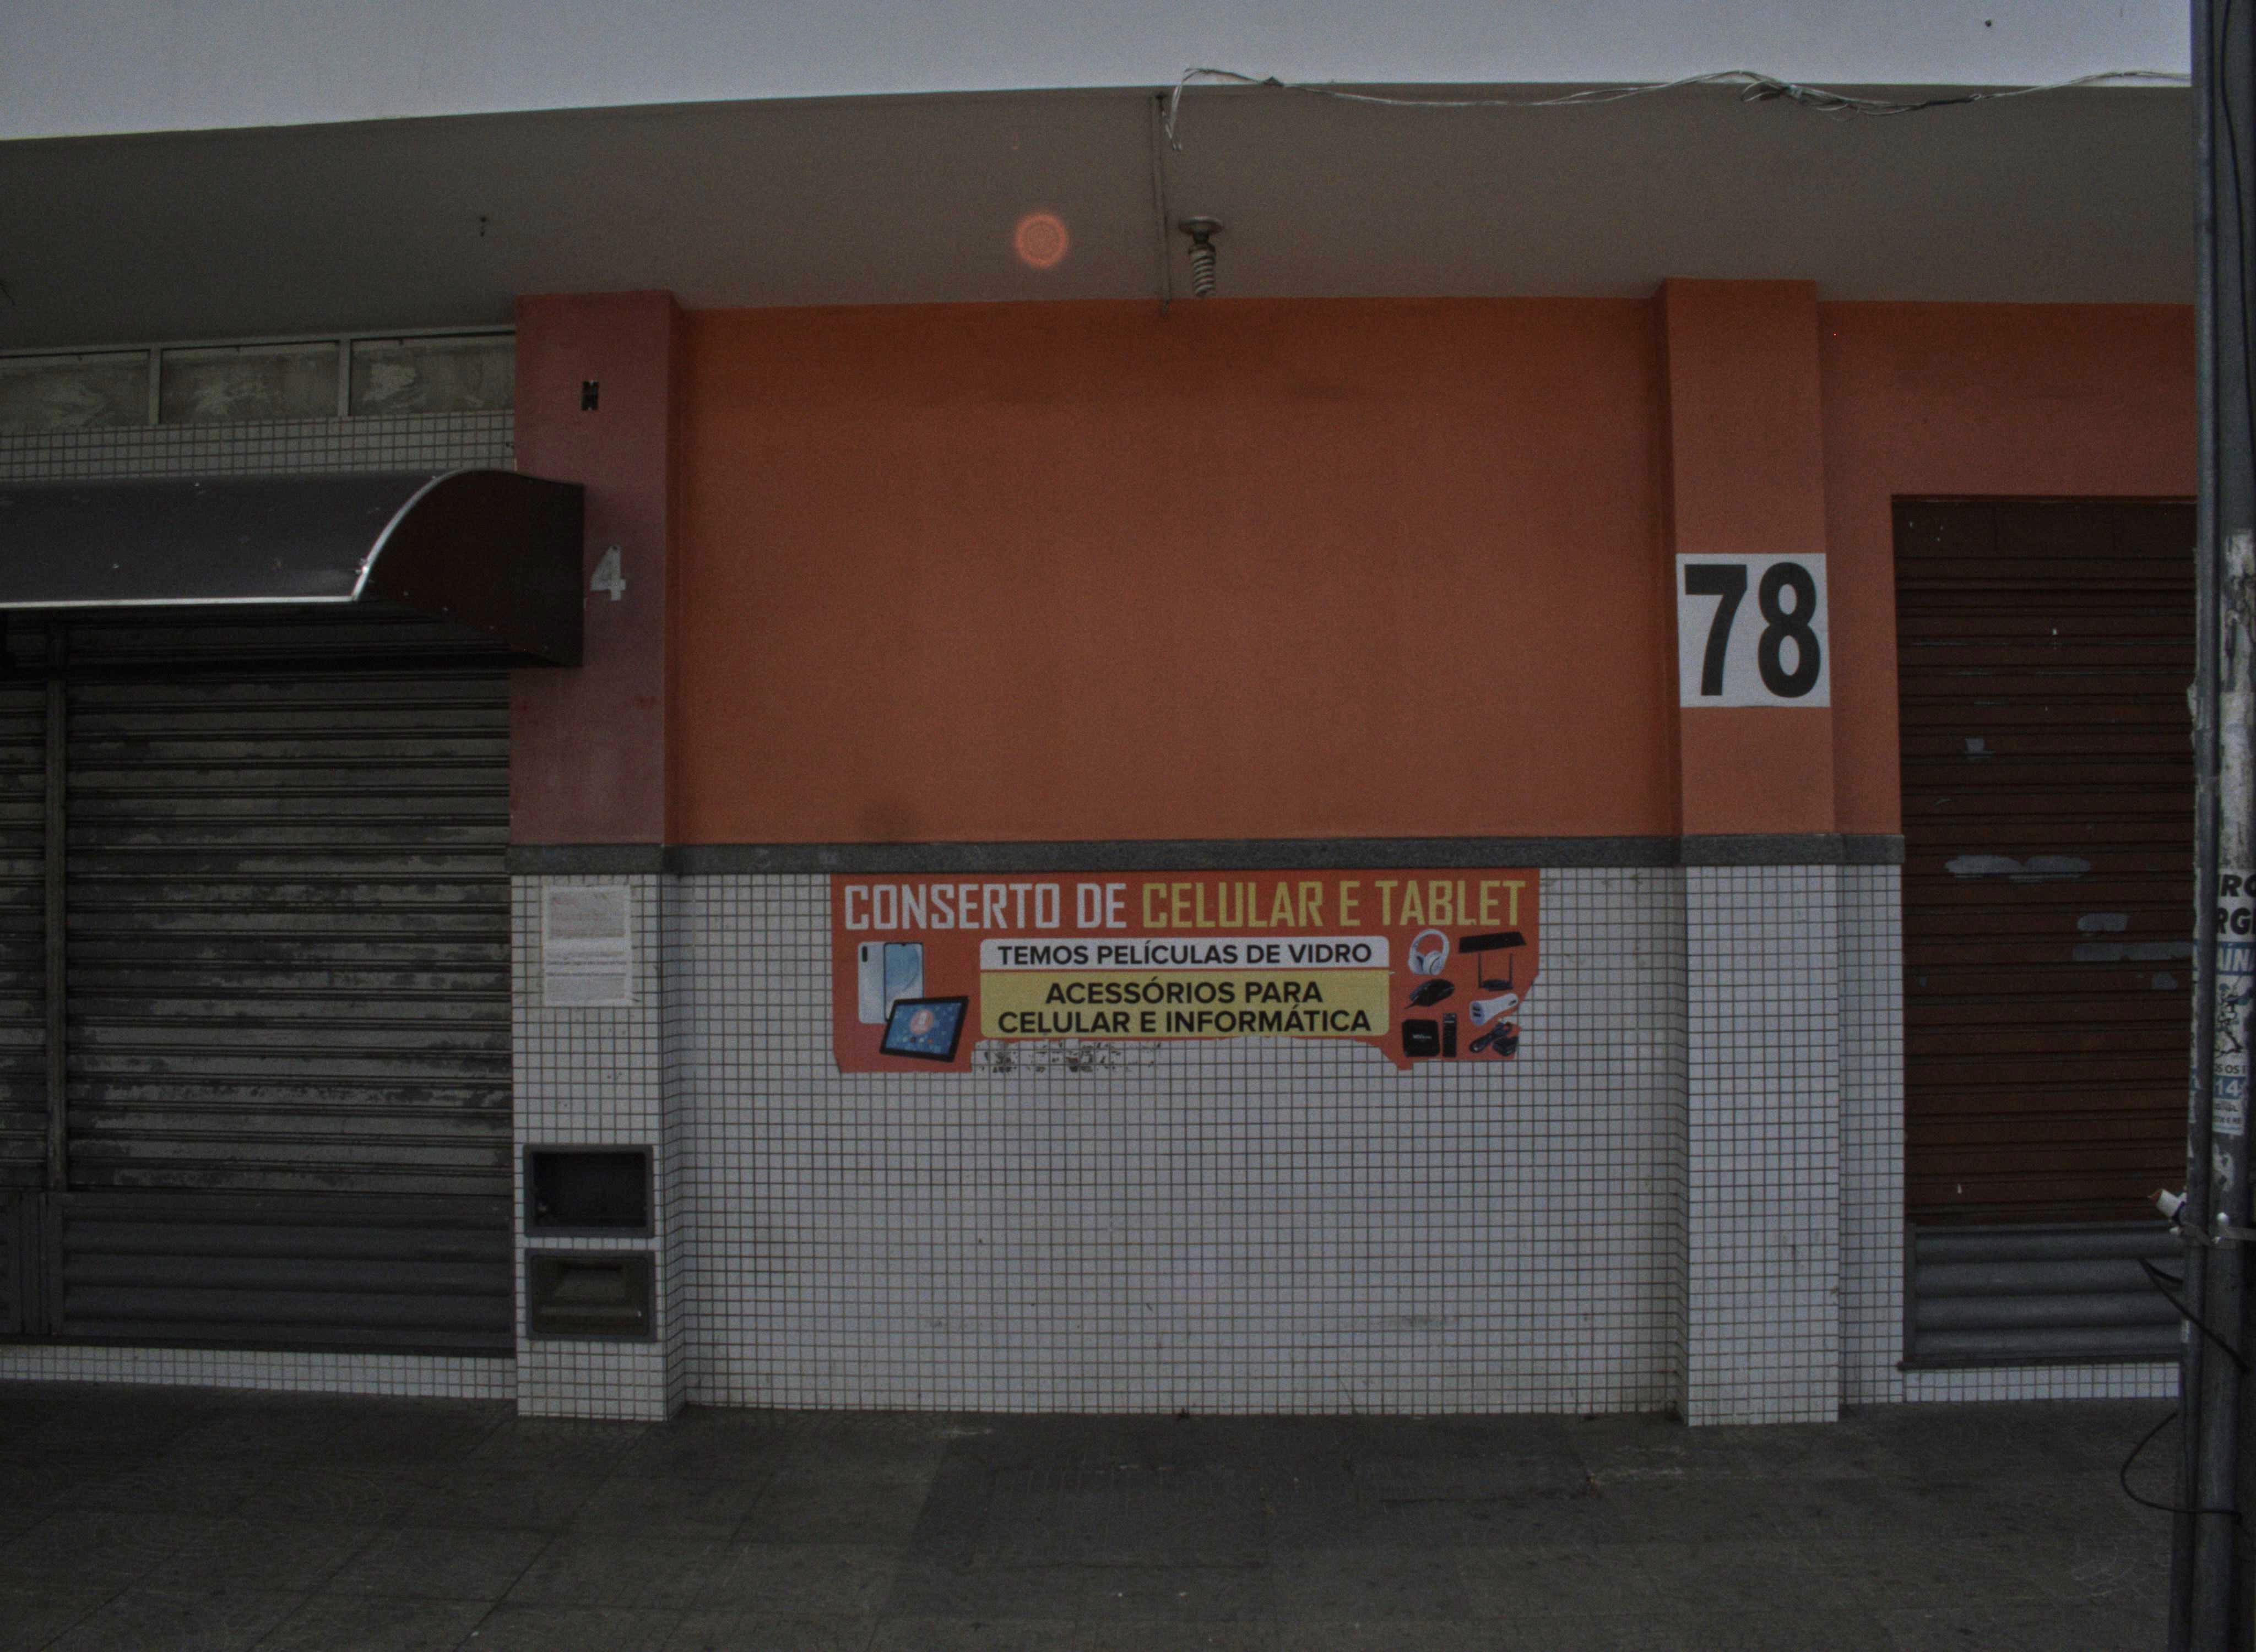 4
78
CONSERTO DE CELULAR E TABLET
TEMOS PELÍCULAS DE VIDRO
ACESSÓRIOS PARA
CELULAR E INFORMÁTICA